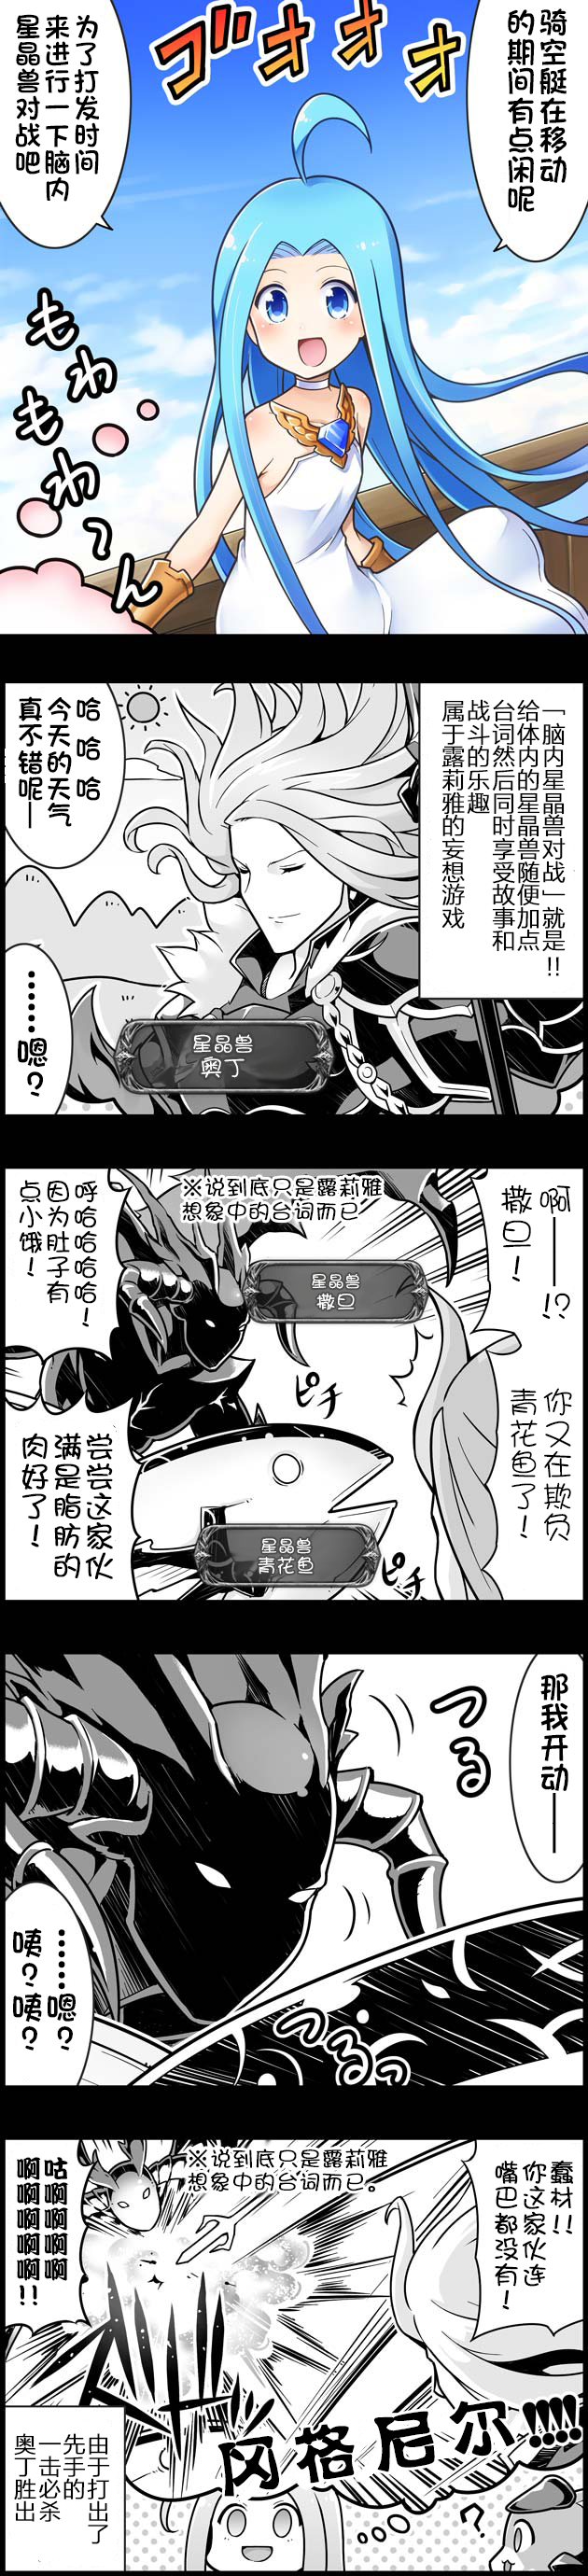 骑空艇在移动
的期间有点闲呢
ゴオオオ
为了打发时间
来进行一下脑内
星晶兽对战吧
もわ
もわ
～ん
「脑内星晶兽对战」就是!!
给体内的星晶兽随便加点
台词然后同时享受故事和
战斗的乐趣
属于露莉雅的妄想游戏
哈 哈 哈
今天的天气
真不错呢—
星晶兽
奥丁
……嗯?
啊——!?
撒旦!
※说到底只是露莉雅
想象中的台词而已
呼哈哈哈哈!
因为肚子有
点小饿!
星晶兽
撒旦
你又在欺负
青花鱼了!
ピチ
尝尝这家伙
满是脂肪的
肉好了!
星晶兽
青花鱼
ピチ
那我开动——
つる
つるっ
……嗯?
咦?咦?
蠢材!!
你这家伙连
嘴巴都没有!
※说到底只是露莉雅
想象中的台词而已。
咕啊啊啊啊
啊啊啊啊啊!!
冈格尼尔!!!!
由于打出了
先手的
一击必杀
奥丁胜出
…?